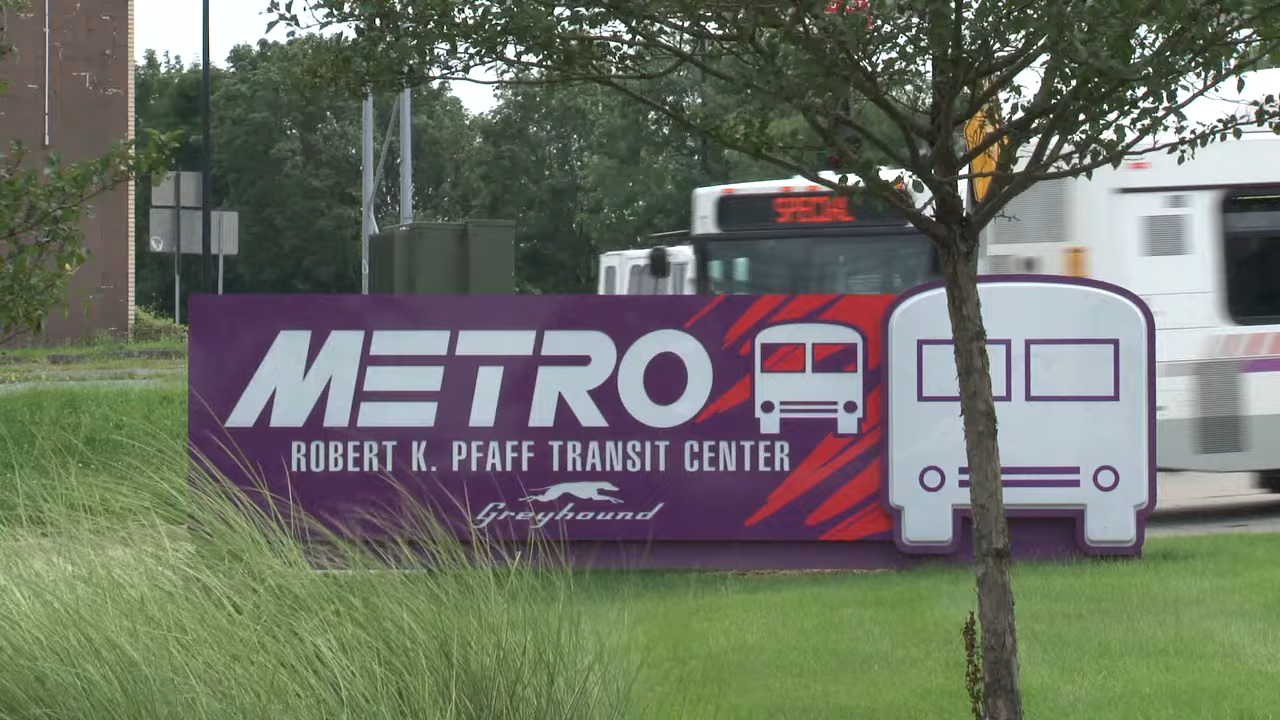 SPECIAL
METRO
ROBERT K. PFAFF TRANSIT CENTER
Greyhound